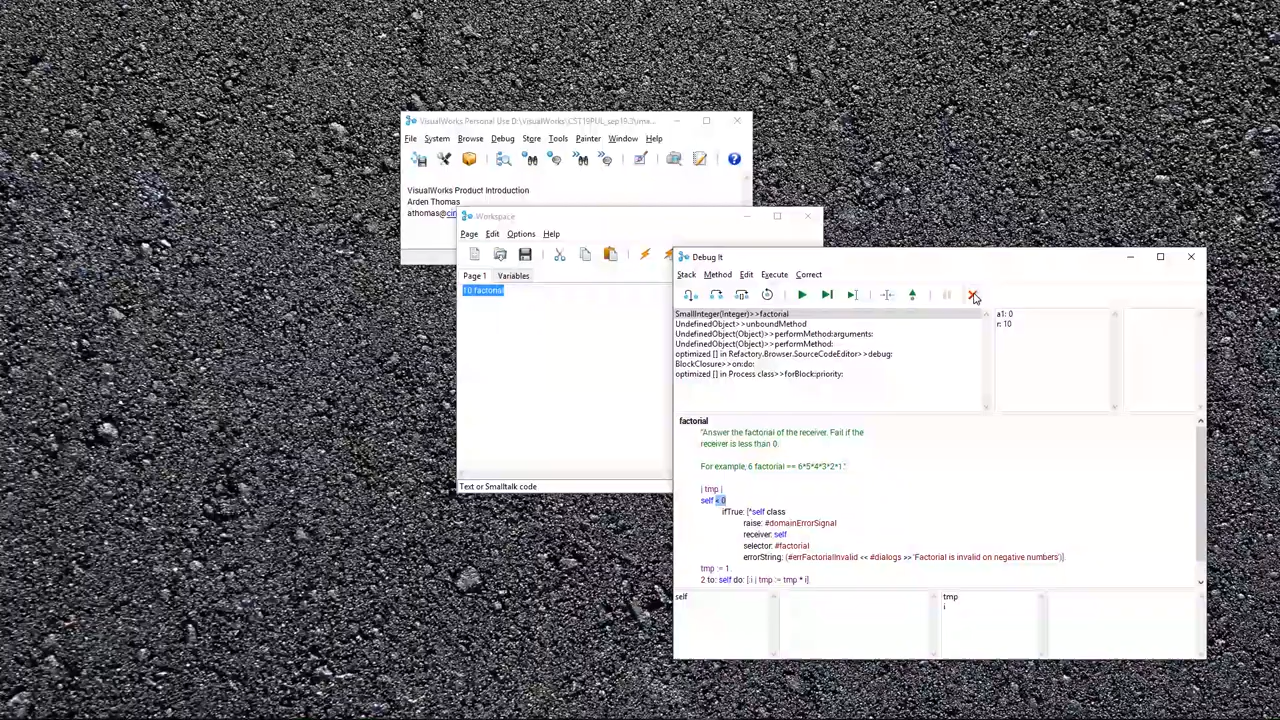 VisualWorks Personal Use D:\VisualWorks\CST19PUL_sep19.3\imx...
File System Browse Debug Store Tools Painter Window Help
VisualWorks Product Introduction
Arden Thomas
athomas@cin
Workspace
Page Edit Options Help
Page 1 Variables
10 factorial
Text or Smalltalk code
Debug It
Stack Method Edit Execute Correct
SmallInteger(Integer)>>factorial
UndefinedObject>>unboundMethod
UndefinedObject(Object)>>performMethod:arguments:
UndefinedObject(Object)>>performMethod:
optimized [] in Refactory.Browser.SourceCodeEditor>>debug:
BlockClosure>>on:do:
optimized [] in Process class>>forBlock:priority:
a1: 0
r: 10
factorial
"Answer the factorial of the receiver. Fail if the
receiver is less than 0.
For example, 6 factorial == 6*5*4*3*2*1."
| tmp |
self < 0
ifTrue: [^self class
raise: #domainErrorSignal
receiver: self
selector: #factorial
errorString: (#errFactorialInvalid << #dialogs >> 'Factorial is invalid on negative numbers')].
tmp := 1.
2 to: self do: [:i | tmp := tmp * i].
self
tmp
i